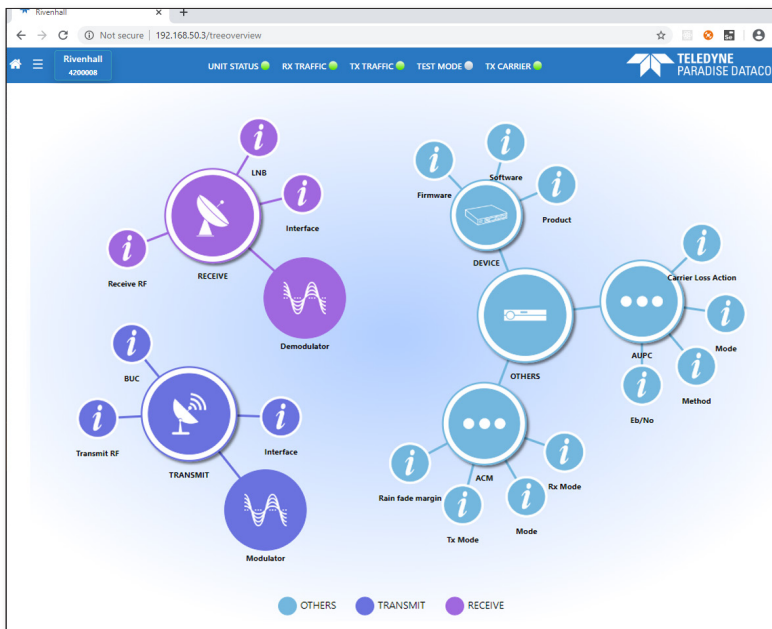 Rivenhall
Not secure | 192.168.50.3/treeoverview
Rivenhall
4200008
UNIT STATUS RX TRAFFIC TX TRAFFIC TEST MODE TX CARRIER
TELEDYNE
PARADISE DATACO
LNB
Interface
Receive RF
RECEIVE
Demodulator
BUC
Transmit RF
Interface
TRANSMIT
Modulator
Software
Firmware
Product
DEVICE
Carrier Loss Action
Mode
AUPC
Method
Eb/No
OTHERS
ACM
Rx Mode
Rain fade margin
Mode
Tx Mode
OTHERS TRANSMIT RECEIVE